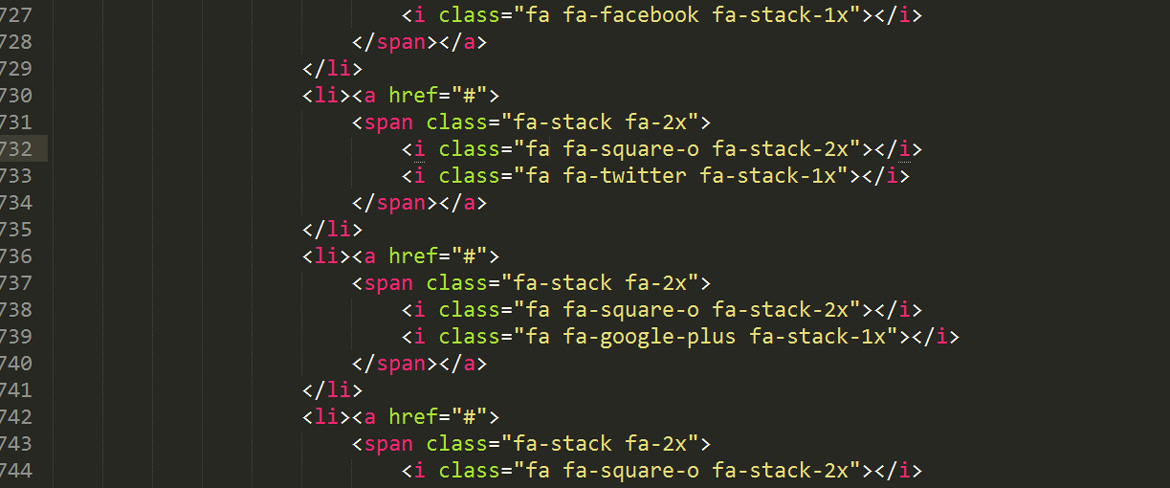 727 <i class="fa fa-facebook fa-stack-1x"></i>
728 </span></a>
729 </li>
730 <li><a href="#">
731 <span class="fa-stack fa-2x">
732 <i class="fa fa-square-o fa-stack-2x"></i>
733 <i class="fa fa-twitter fa-stack-1x"></i>
734 </span></a>
735 </li>
736 <li><a href="#">
737 <span class="fa-stack fa-2x">
738 <i class="fa fa-square-o fa-stack-2x"></i>
739 <i class="fa fa-google-plus fa-stack-1x"></i>
740 </span></a>
741 </li>
742 <li><a href="#">
743 <span class="fa-stack fa-2x">
744 <i class="fa fa-square-o fa-stack-2x"></i>